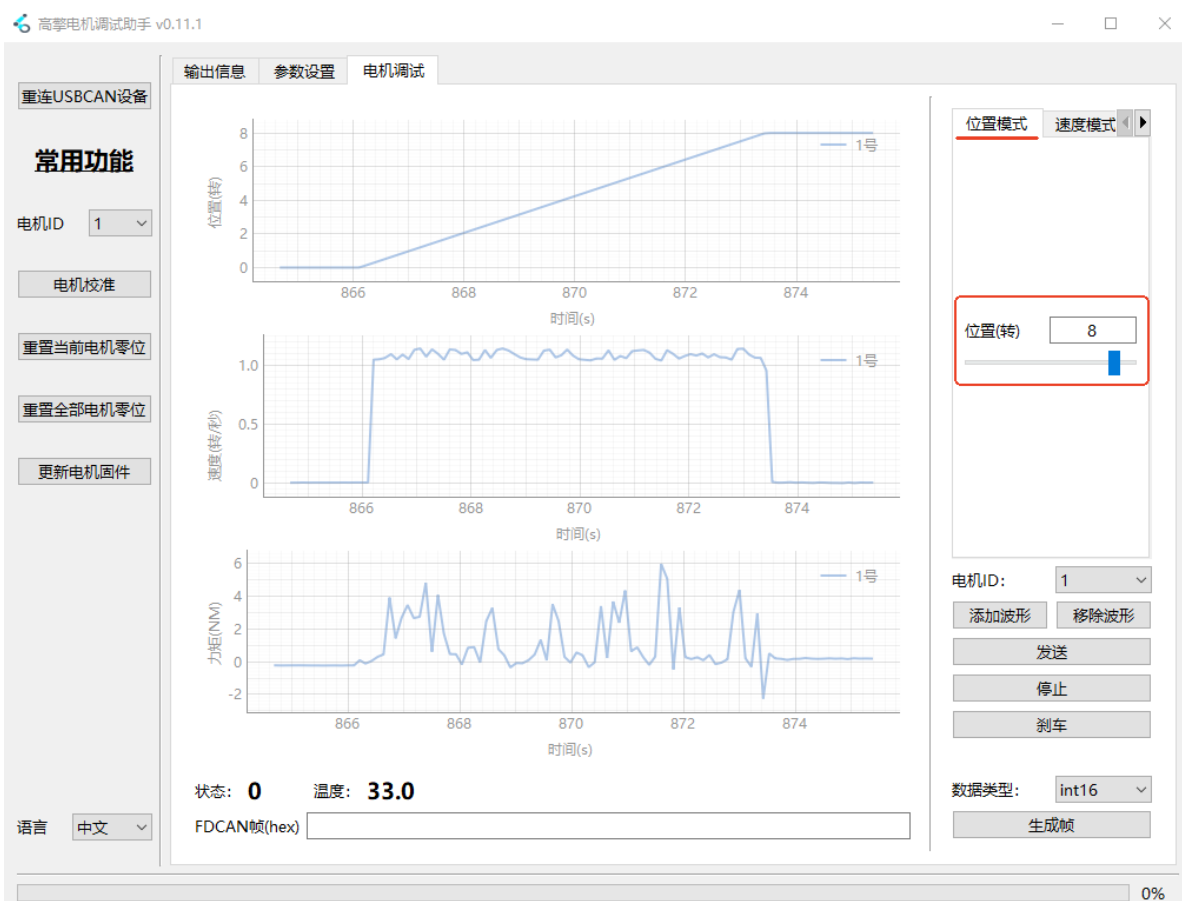 高擎电机调试助手 v0.11.1
重连USBCAN设备
常用功能
电机ID 1
电机校准
重置当前电机零位
重置全部电机零位
更新电机固件
语言 中文
输出信息 参数设置 电机调试
位置(转)
8
6
4
2
0
1号
866 868 870 872 874
时间(s)
速度(转/秒)
1.0
0.5
0
1号
866 868 870 872 874
时间(s)
力矩(NM)
6
4
2
0
-2
1号
866 868 870 872 874
时间(s)
状态: 0 温度: 33.0
FDCAN帧(hex)
位置模式 速度模式
位置(转) 8
电机ID: 1
添加波形 移除波形
发送
停止
刹车
数据类型: int16
生成帧
0%